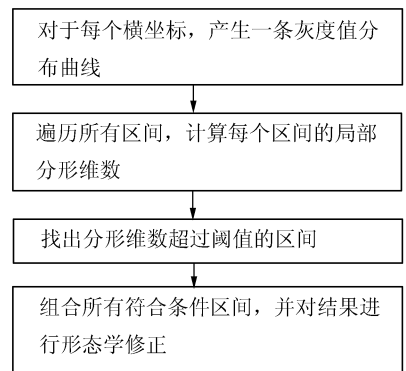 对于每个横坐标，产生一条灰度值分
布曲线
遍历所有区间，计算每个区间的局部
分形维数
找出分形维数超过阈值的区间
组合所有符合条件区间，并对结果进
行形态学修正